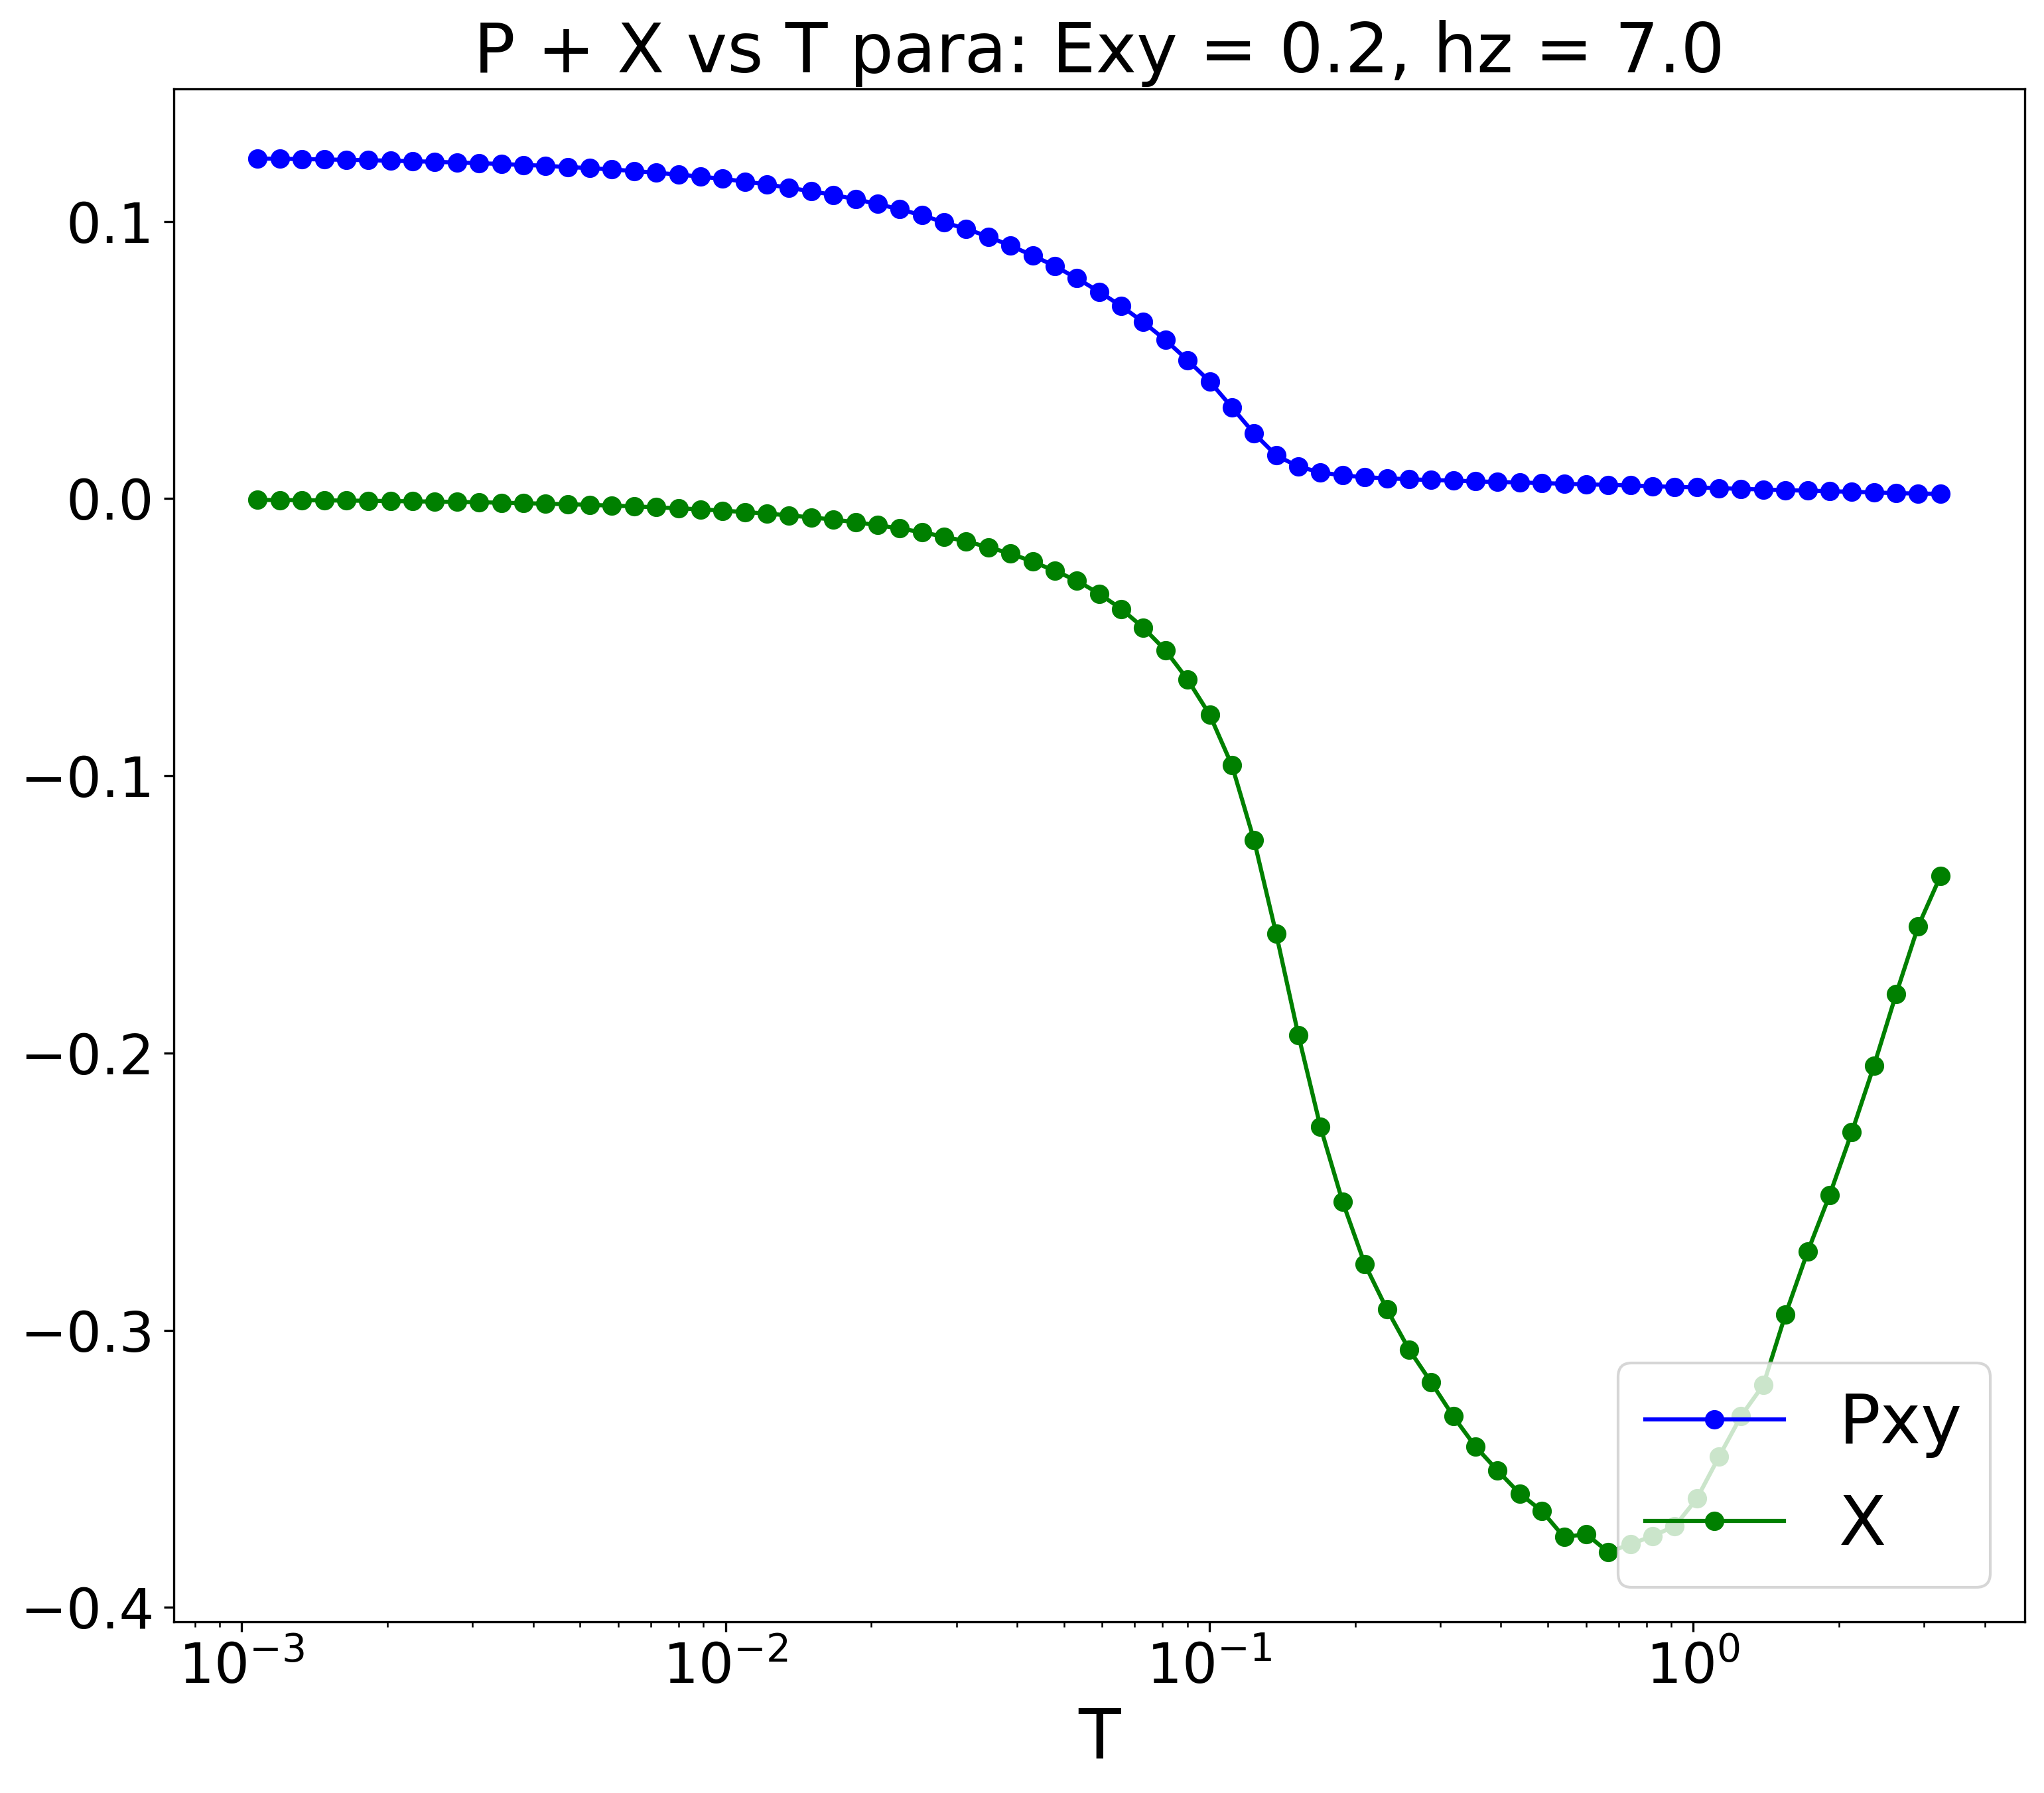 P + X vs T para: Exy = 0.2, hz = 7.0
0.1
0.0
−0.1
−0.2
−0.3
−0.4
10⁻³ 10⁻² 10⁻¹ 10⁰
T
Pxy
X